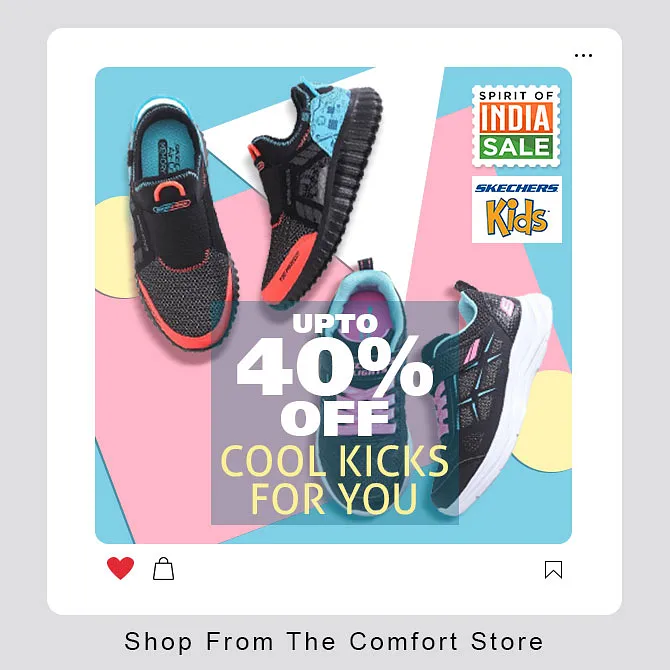 SPIRIT OF
INDIA
SALE
SKECHERS
Kids
UPTO
40%
OFF
COOL KICKS
FOR YOU
Shop From The Comfort Store